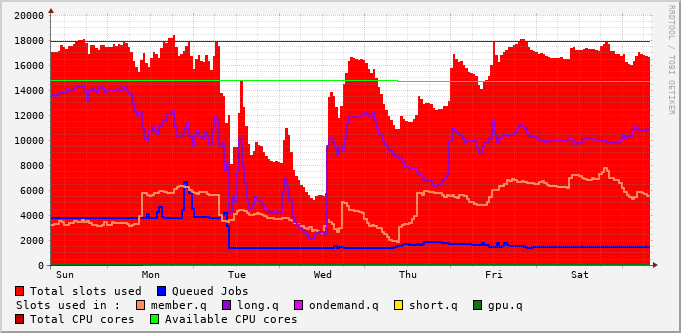 20000
18000
16000
14000
12000
10000
8000
6000
4000
2000
0
Sun Mon Tue Wed Thu Fri Sat
Total slots used Queued Jobs
Slots used in : member.q long.q ondemand.q short.q gpu.q
Total CPU cores Available CPU cores
RRDTOOL / TOBI OETIKER